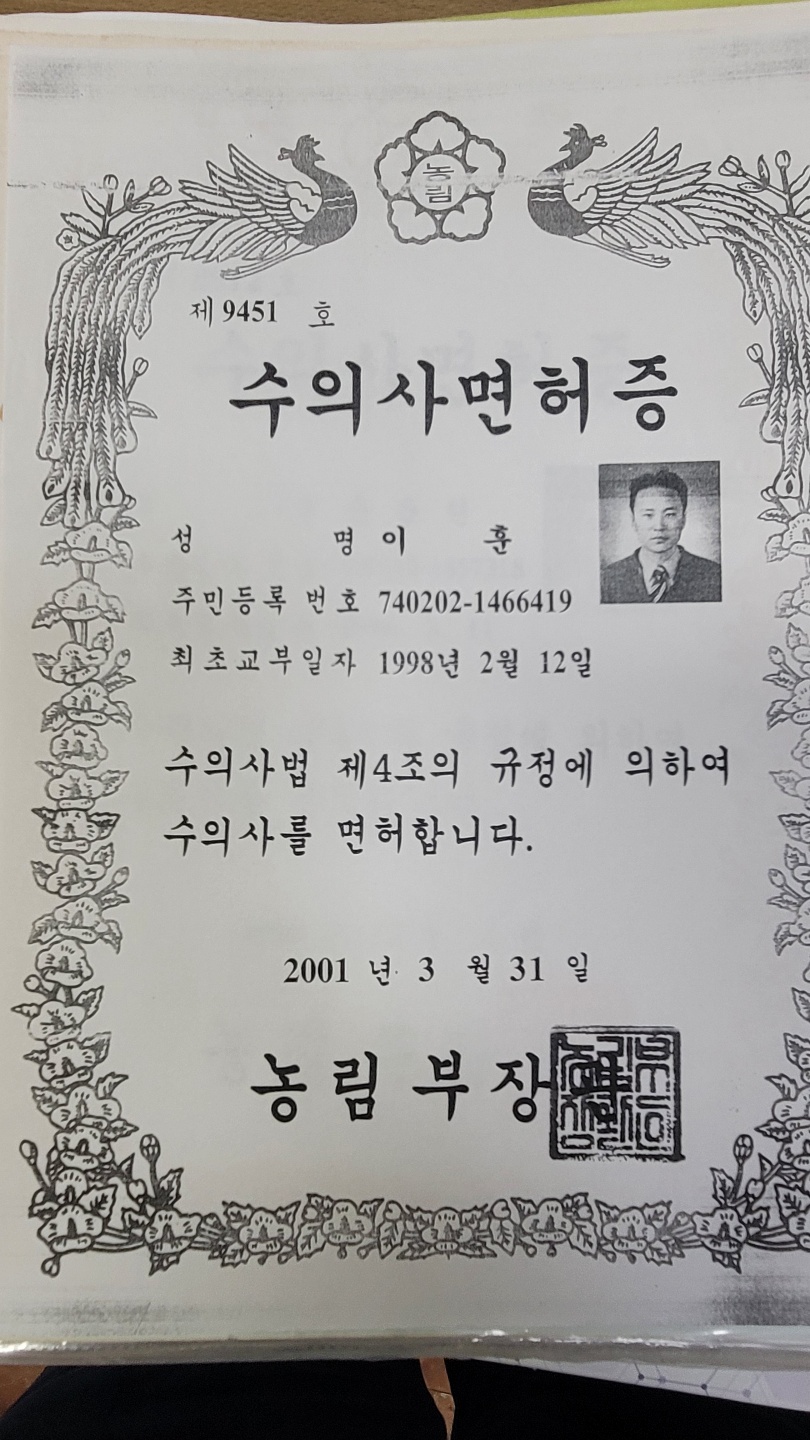 농림
제 9451 호
수의사면허증
성 명 이 훈
주민등록 번호 740202-1466419
최초교부일자 1998년 2월 12일
수의사법 제4조의 규정에 의하여
수의사를 면허합니다.
2001 년 3 월 31 일
농림부장